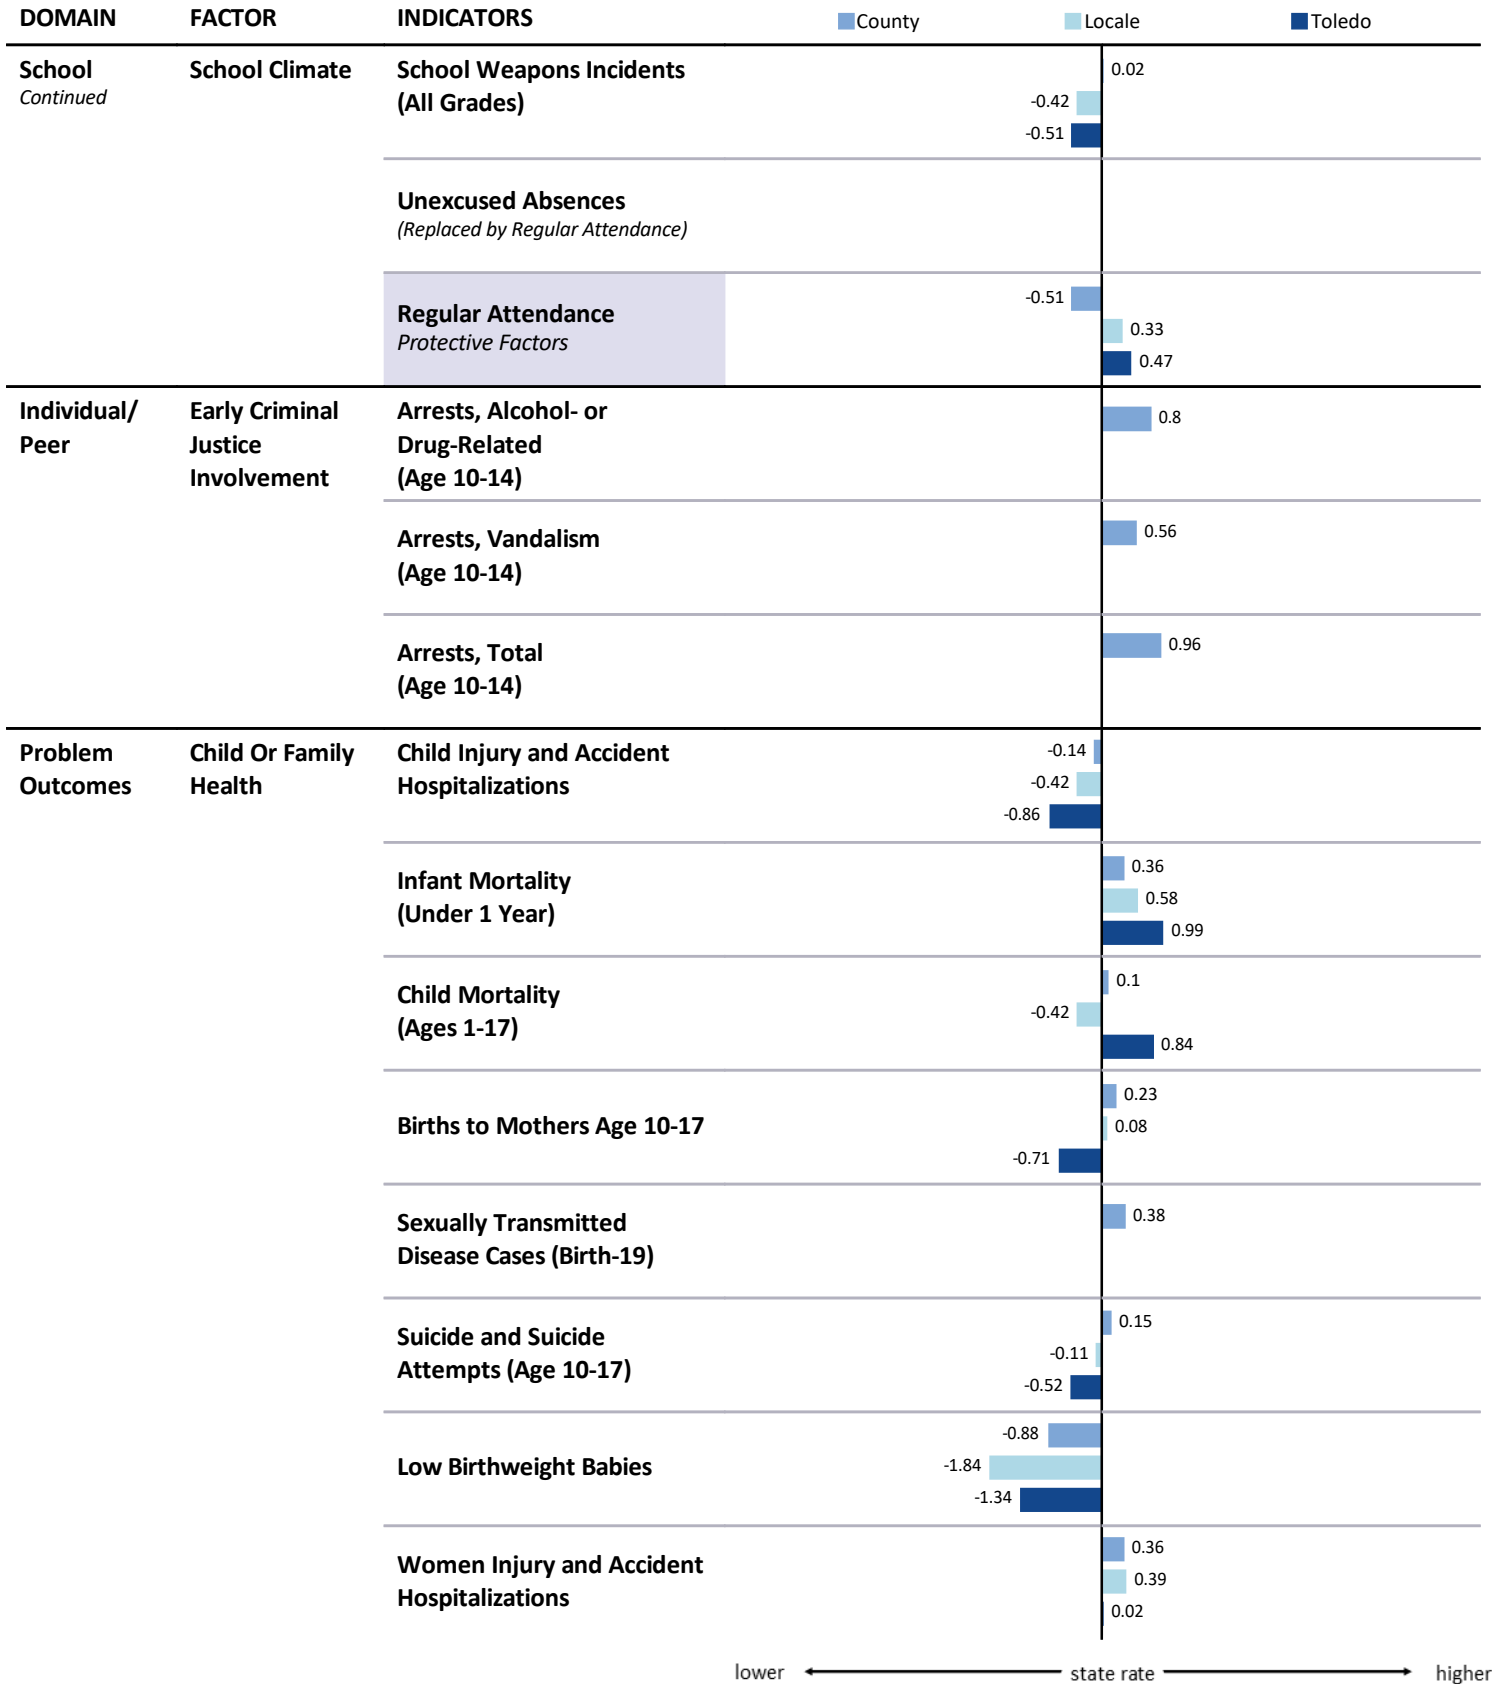 DOMAIN FACTOR INDICATORS County Locale Toledo
School School Climate School Weapons Incidents 0.02
Continued (All Grades) -0.42
-0.51
Unexcused Absences
(Replaced by Regular Attendance)
-0.51
Regular Attendance 0.33
Protective Factors 0.47
Individual/ Early Criminal Arrests, Alcohol- or 0.8
Peer Justice Drug-Related
Involvement (Age 10-14)
Arrests, Vandalism 0.56
(Age 10-14)
Arrests, Total 0.96
(Age 10-14)
Problem Child Or Family Child Injury and Accident -0.14
Outcomes Health Hospitalizations -0.42
-0.86
0.36
Infant Mortality 0.58
(Under 1 Year) 0.99
Child Mortality 0.1
(Ages 1-17) -0.42
0.84
0.23
Births to Mothers Age 10-17 0.08
-0.71
Sexually Transmitted 0.38
Disease Cases (Birth-19)
Suicide and Suicide 0.15
Attempts (Age 10-17) -0.11
-0.52
-0.88
Low Birthweight Babies -1.84
-1.34
Women Injury and Accident 0.36
Hospitalizations 0.39
0.02
lower state rate higher